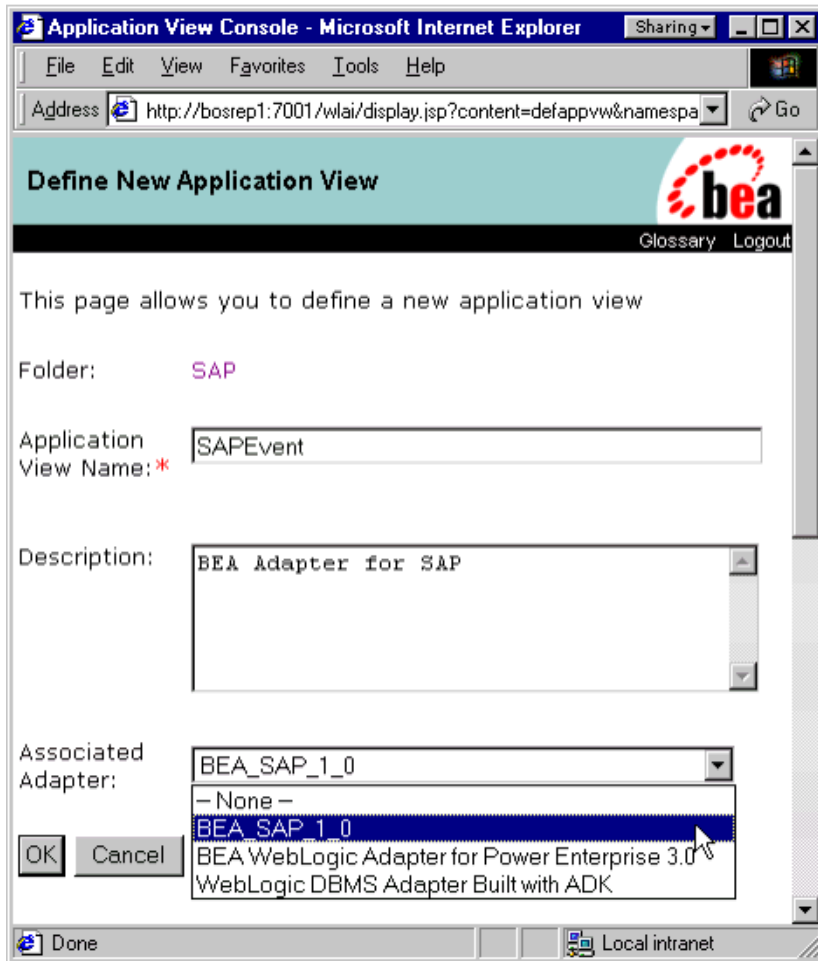 Application View Console - Microsoft Internet Explorer Sharing
File Edit View Favorites Tools Help
Address http://bosrep1:7001/wlai/display.jsp?content=defappvw&namespa Go
Define New Application View
bea
Glossary Logout
This page allows you to define a new application view
Folder: SAP
Application
View Name:* SAPEvent
Description: BEA Adapter for SAP
Associated
Adapter: BEA_SAP_1_0
– None –
BEA_SAP_1_0
BEA WebLogic Adapter for Power Enterprise 3.0
WebLogic DBMS Adapter Built with ADK
OK Cancel
Done Local intranet